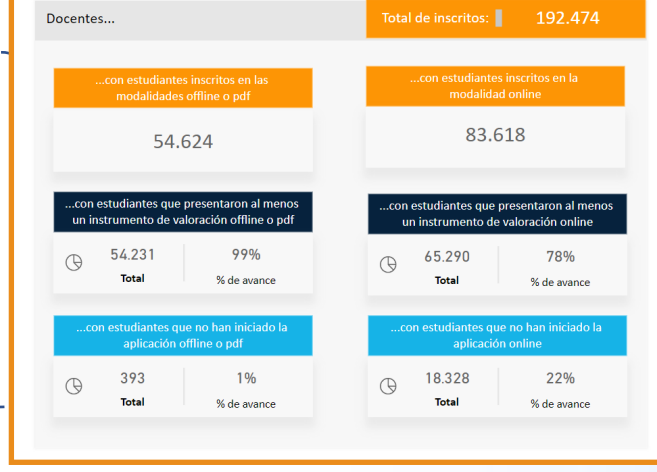 Docentes...
Total de inscritos: 192.474
...con estudiantes inscritos en las
modalidades offline o pdf
54.624
...con estudiantes inscritos en la
modalidad online
83.618
...con estudiantes que presentaron al menos
un instrumento de valoración offline o pdf
54.231
Total
99%
% de avance
...con estudiantes que presentaron al menos
un instrumento de valoración online
65.290
Total
78%
% de avance
...con estudiantes que no han iniciado la
aplicación offline o pdf
393
Total
1%
% de avance
...con estudiantes que no han iniciado la
aplicación online
18.328
Total
22%
% de avance